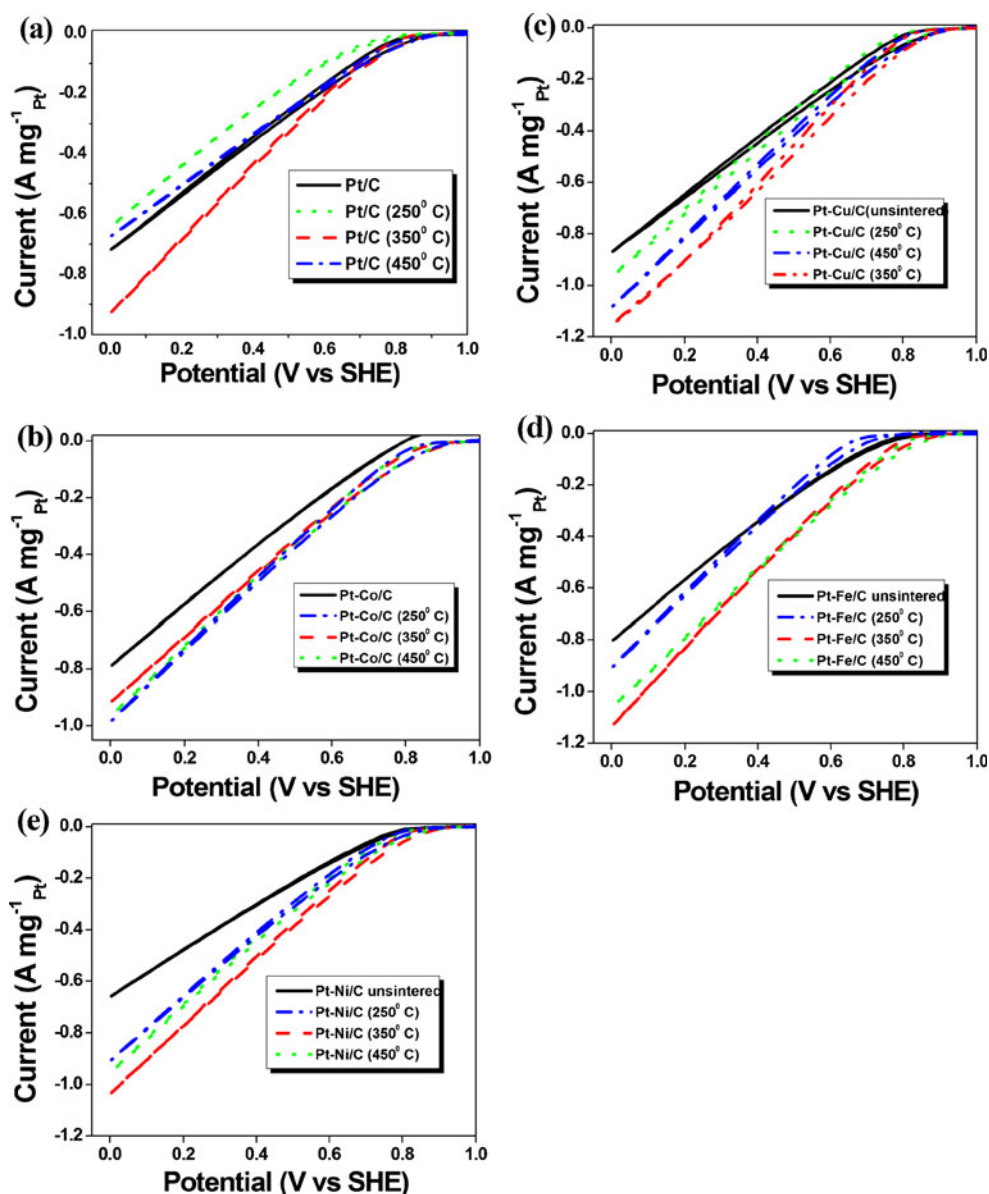 (a)
0.0
-0.2
-0.4
-0.6
-0.8
-1.0
Current (A mg⁻¹Pt)
Pt/C
Pt/C (250⁰ C)
Pt/C (350⁰ C)
Pt/C (450⁰ C)
0.0 0.2 0.4 0.6 0.8 1.0
Potential (V vs SHE)
(c)
0.0
-0.2
-0.4
-0.6
-0.8
-1.0
-1.2
Current (A mg⁻¹Pt)
Pt-Cu/C(unsintered)
Pt-Cu/C (250⁰ C)
Pt-Cu/C (450⁰ C)
Pt-Cu/C (350⁰ C)
0.0 0.2 0.4 0.6 0.8 1.0
Potential (V vs SHE)
(b)
0.0
-0.2
-0.4
-0.6
-0.8
-1.0
Current (A mg⁻¹Pt)
Pt-Co/C
Pt-Co/C (250⁰ C)
Pt-Co/C (350⁰ C)
Pt-Co/C (450⁰ C)
0.0 0.2 0.4 0.6 0.8 1.0
Potential (V vs SHE)
(d)
0.0
-0.2
-0.4
-0.6
-0.8
-1.0
-1.2
Current (A mg⁻¹Pt)
Pt-Fe/C unsintered
Pt-Fe/C (250⁰ C)
Pt-Fe/C (350⁰ C)
Pt-Fe/C (450⁰ C)
0.0 0.2 0.4 0.6 0.8 1.0
Potential (V vs SHE)
(e)
0.0
-0.2
-0.4
-0.6
-0.8
-1.0
-1.2
Current (A mg⁻¹Pt)
Pt-Ni/C unsintered
Pt-Ni/C (250⁰ C)
Pt-Ni/C (350⁰ C)
Pt-Ni/C (450⁰ C)
0.0 0.2 0.4 0.6 0.8 1.0
Potential (V vs SHE)